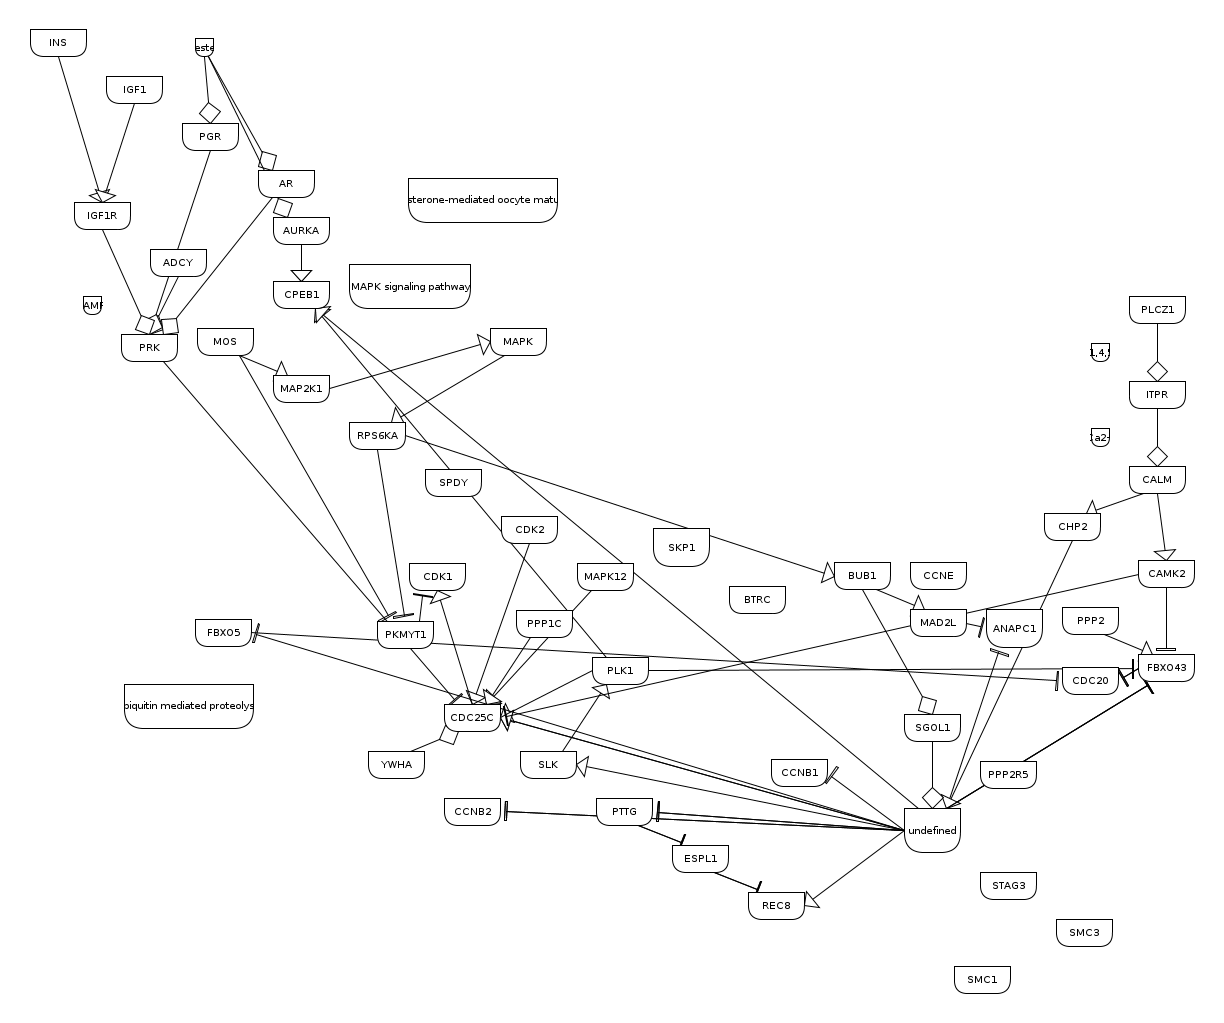 INS
este
IGF1
PGR
AR
sterone-mediated oocyte matu
IGF1R
AURKA
ADCY
CPEB1
MAPK signaling pathway
AMP
PLCZ1
MOS
MAPK
PRK
1,4,5
MAP2K1
ITPR
RPS6KA
1a2-
SPDY
CALM
CDK2
CHP2
SKP1
CDK1
MAPK12
BUB1
CCNE
CAMK2
BTRC
PPP1C
PPP2
FBXO5
PKMYT1
MAD2L
ANAPC1
PLK1
CDC20
FBXO43
biquitin mediated proteolys
CDC25C
SGOL1
YWHA
SLK
CCNB1
PPP2R5
CCNB2
PTTG
undefined
ESPL1
STAG3
REC8
SMC3
SMC1